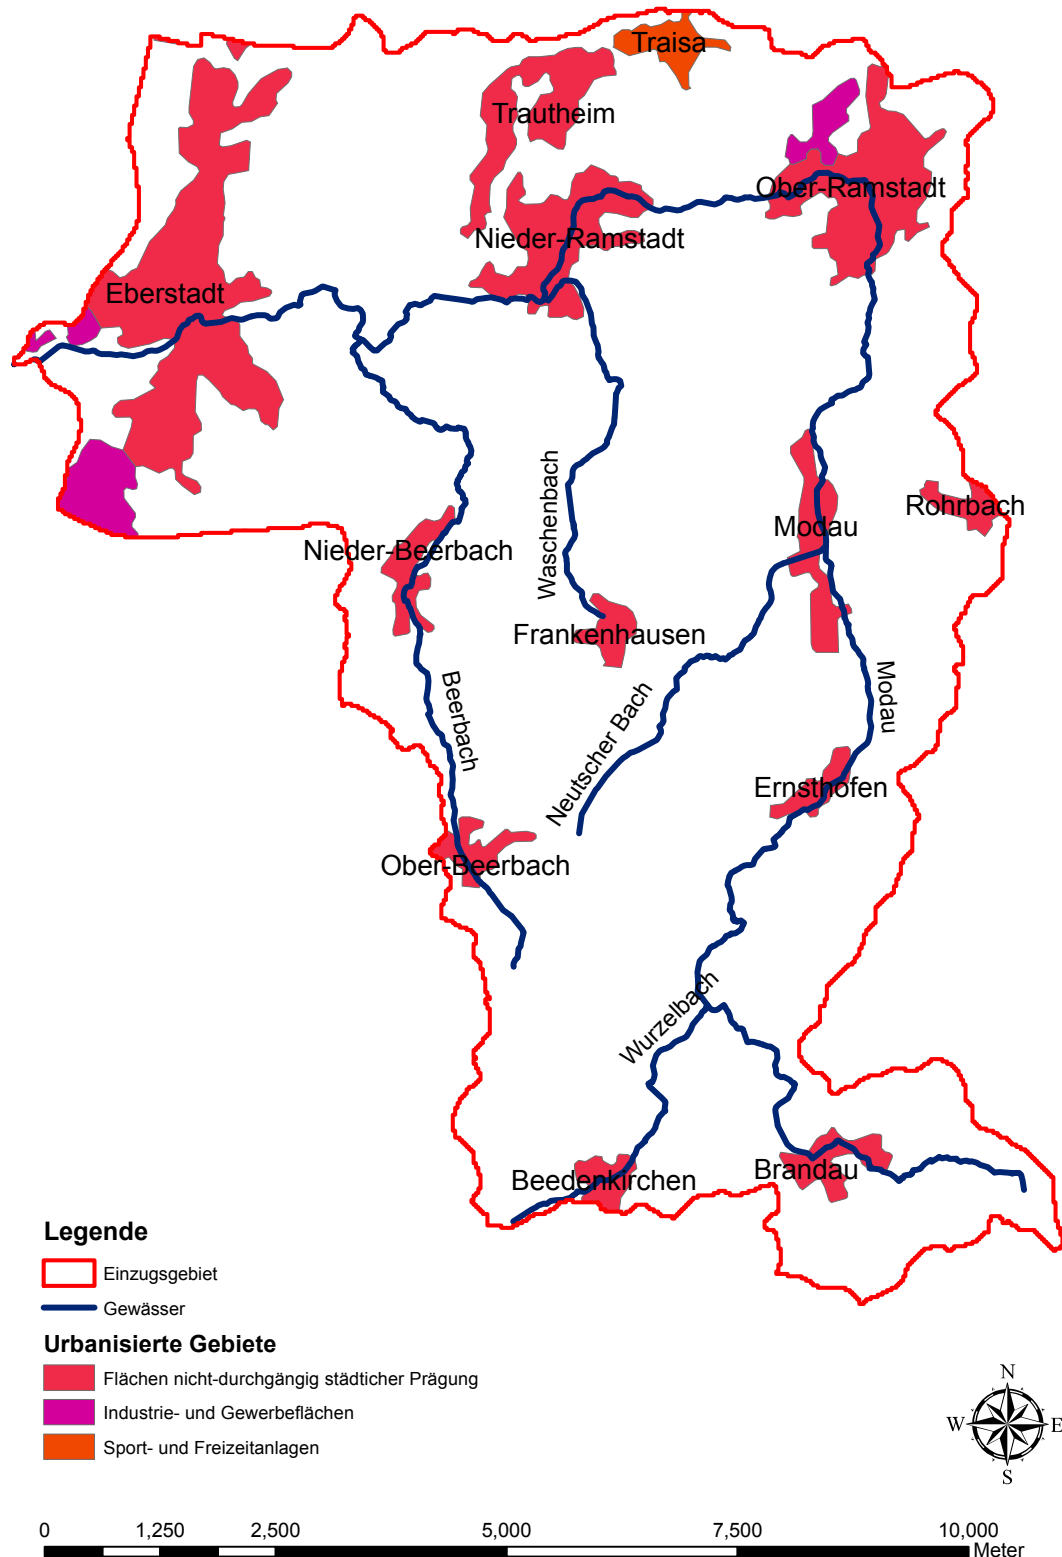 Traisa
Trautheim
Ober-Ramstadt
Nieder-Ramstadt
Eberstadt
Waschenbach
Rohrbach
Modau
Nieder-Beerbach
Frankenhausen
Modau
Beerbach
Neutscher Bach
Ernsthofen
Ober-Beerbach
Wurzelbach
Beedenkirchen
Brandau
Legende
Einzugsgebiet
Gewässer
Urbanisierte Gebiete
Flächen nicht-durchgängig städticher Prägung
Industrie- und Gewerbeflächen
Sport- und Freizeitanlagen
N
W E
S
0 1,250 2,500 5,000 7,500 10,000
Meter